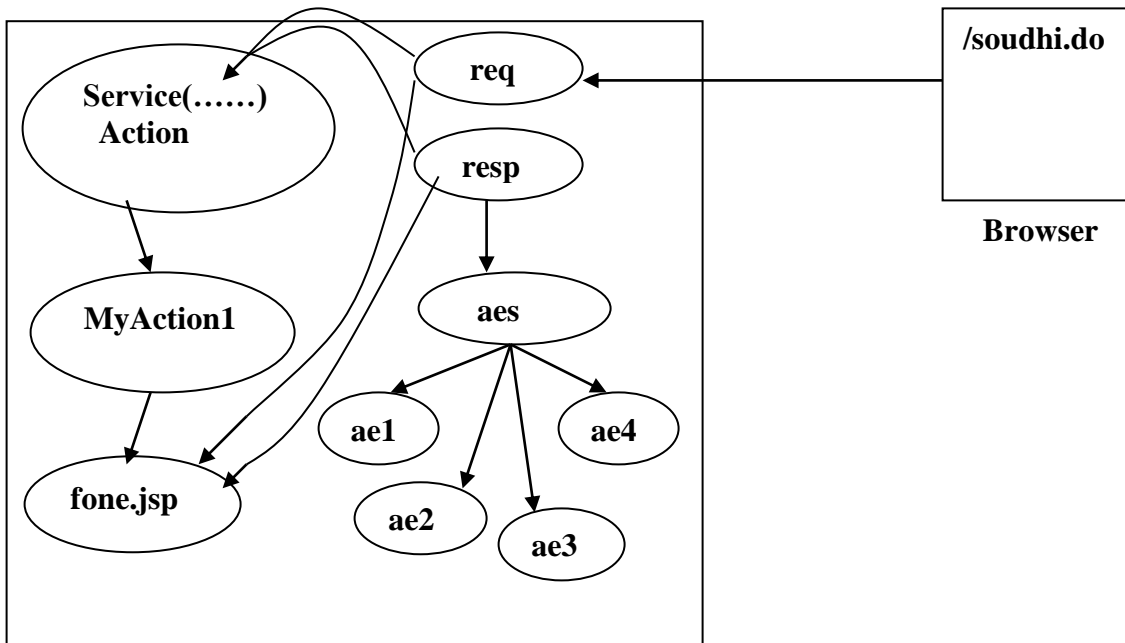 /soudhi.do
Browser
req
Service(……)
Action
resp
MyAction1
aes
ae1
ae4
fone.jsp
ae2
ae3